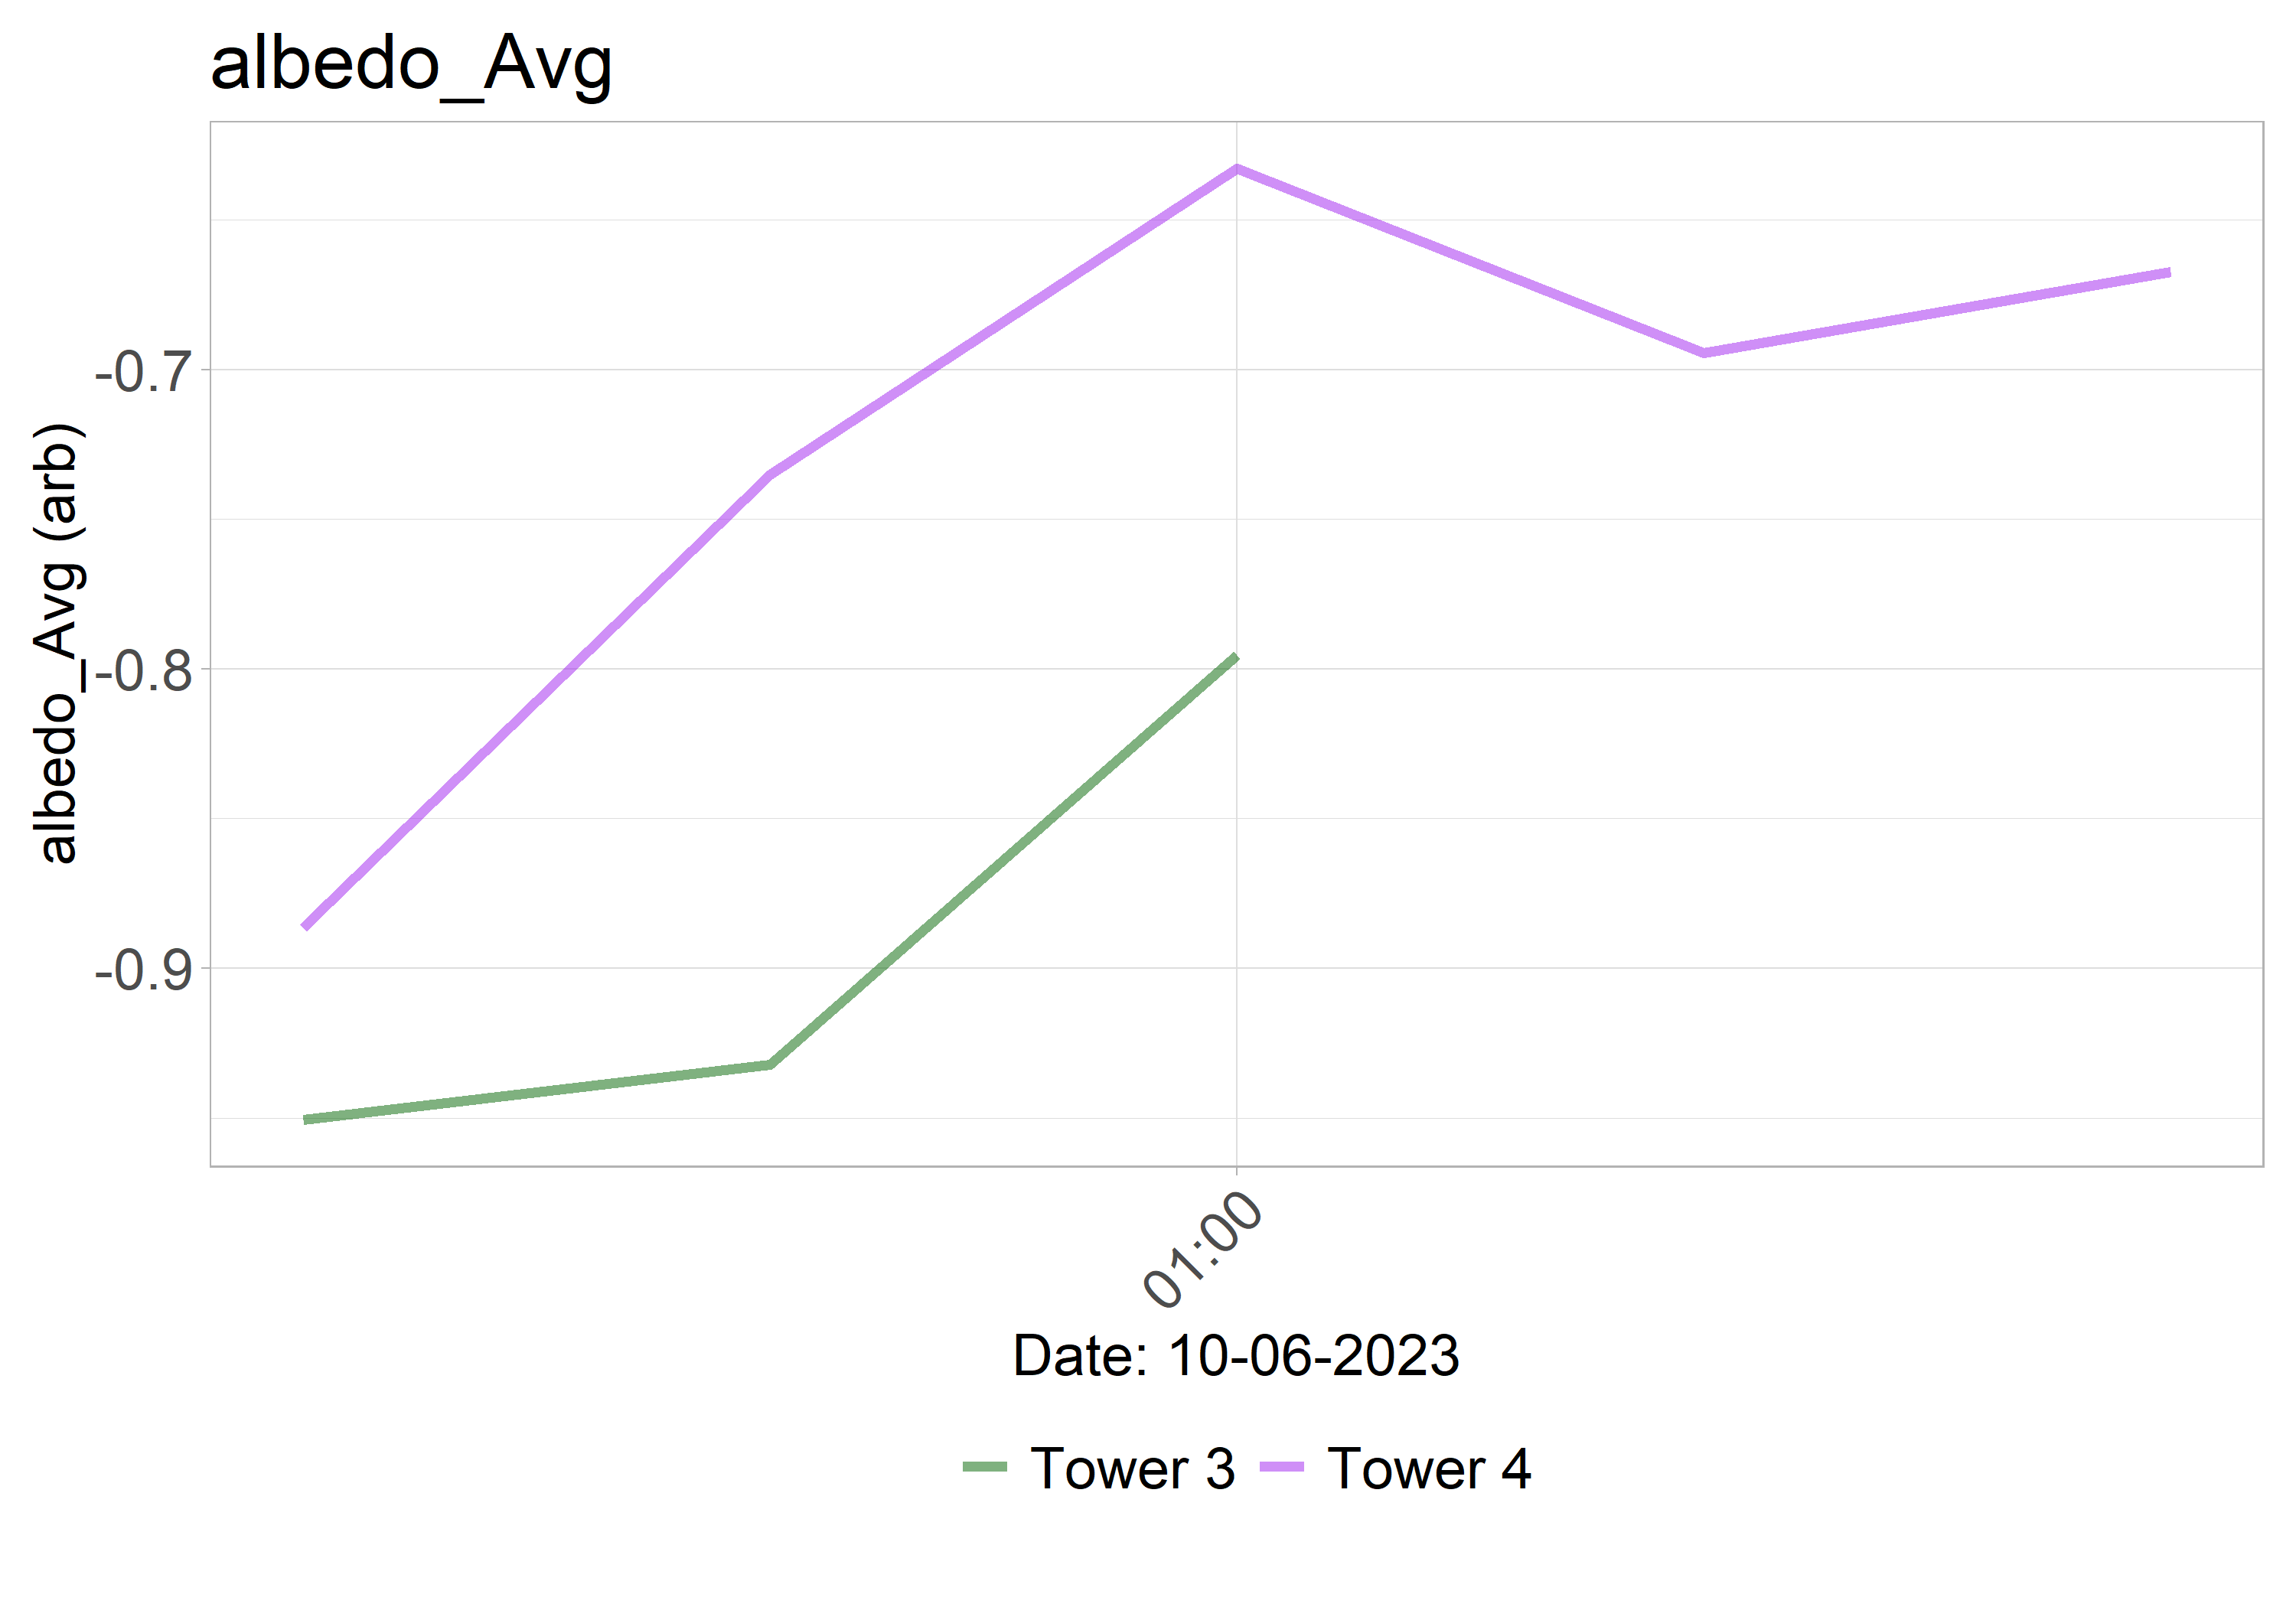 albedo_Avg
albedo_Avg (arb)
-0.7
-0.8
-0.9
01:00
Date: 10-06-2023
Tower 3 Tower 4